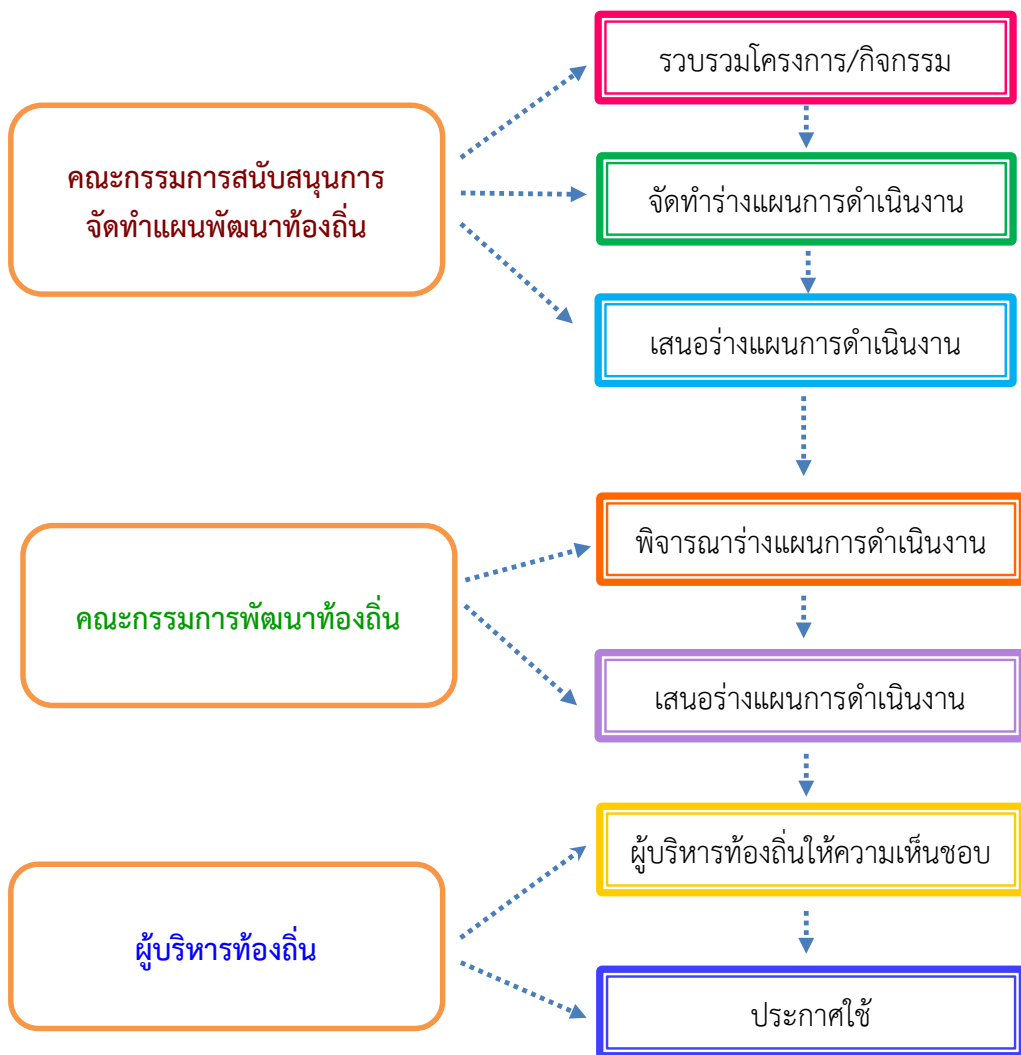 รวบรวมโครงการ/กิจกรรม
คณะกรรมการสนับสนุนการ
จัดทำแผนพัฒนาท้องถิ่น
จัดทำร่างแผนการดำเนินงาน
เสนอร่างแผนการดำเนินงาน
พิจารณาร่างแผนการดำเนินงาน
คณะกรรมการพัฒนาท้องถิ่น
เสนอร่างแผนการดำเนินงาน
ผู้บริหารท้องถิ่นให้ความเห็นชอบ
ผู้บริหารท้องถิ่น
ประกาศใช้